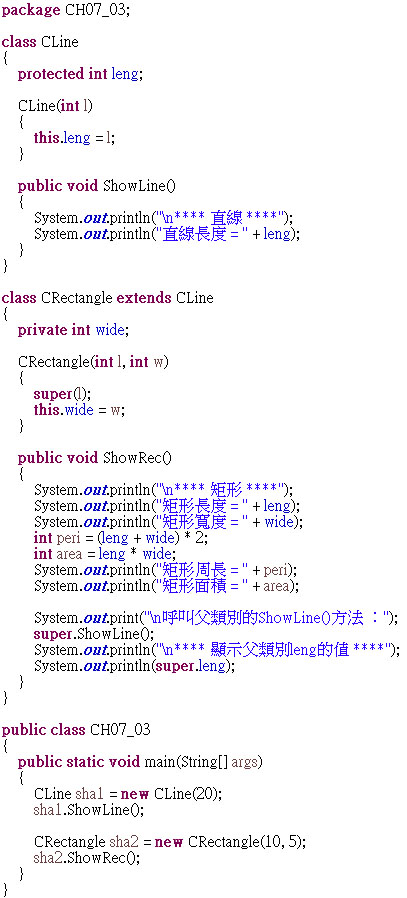 package CH07_03;
class CLine
{
protected int leng;
CLine(int l)
{
this.leng = l;
}
public void ShowLine()
{
System.out.println("\n**** 直線 ****");
System.out.println("直線長度 = " + leng);
}
}
class CRectangle extends CLine
{
private int wide;
CRectangle(int l, int w)
{
super(l);
this.wide = w;
}
public void ShowRec()
{
System.out.println("\n**** 矩形 ****");
System.out.println("矩形長度 = " + leng);
System.out.println("矩形寬度 = " + wide);
int peri = (leng + wide) * 2;
int area = leng * wide;
System.out.println("矩形周長 = " + peri);
System.out.println("矩形面積 = " + area);
System.out.print("\n呼叫父類別的ShowLine()方法 : ");
super.ShowLine();
System.out.println("\n**** 顯示父類別leng的值 ****");
System.out.println(super.leng);
}
}
public class CH07_03
{
public static void main(String[] args)
{
CLine sha1 = new CLine(20);
sha1.ShowLine();
CRectangle sha2 = new CRectangle(10, 5);
sha2.ShowRec();
}
}